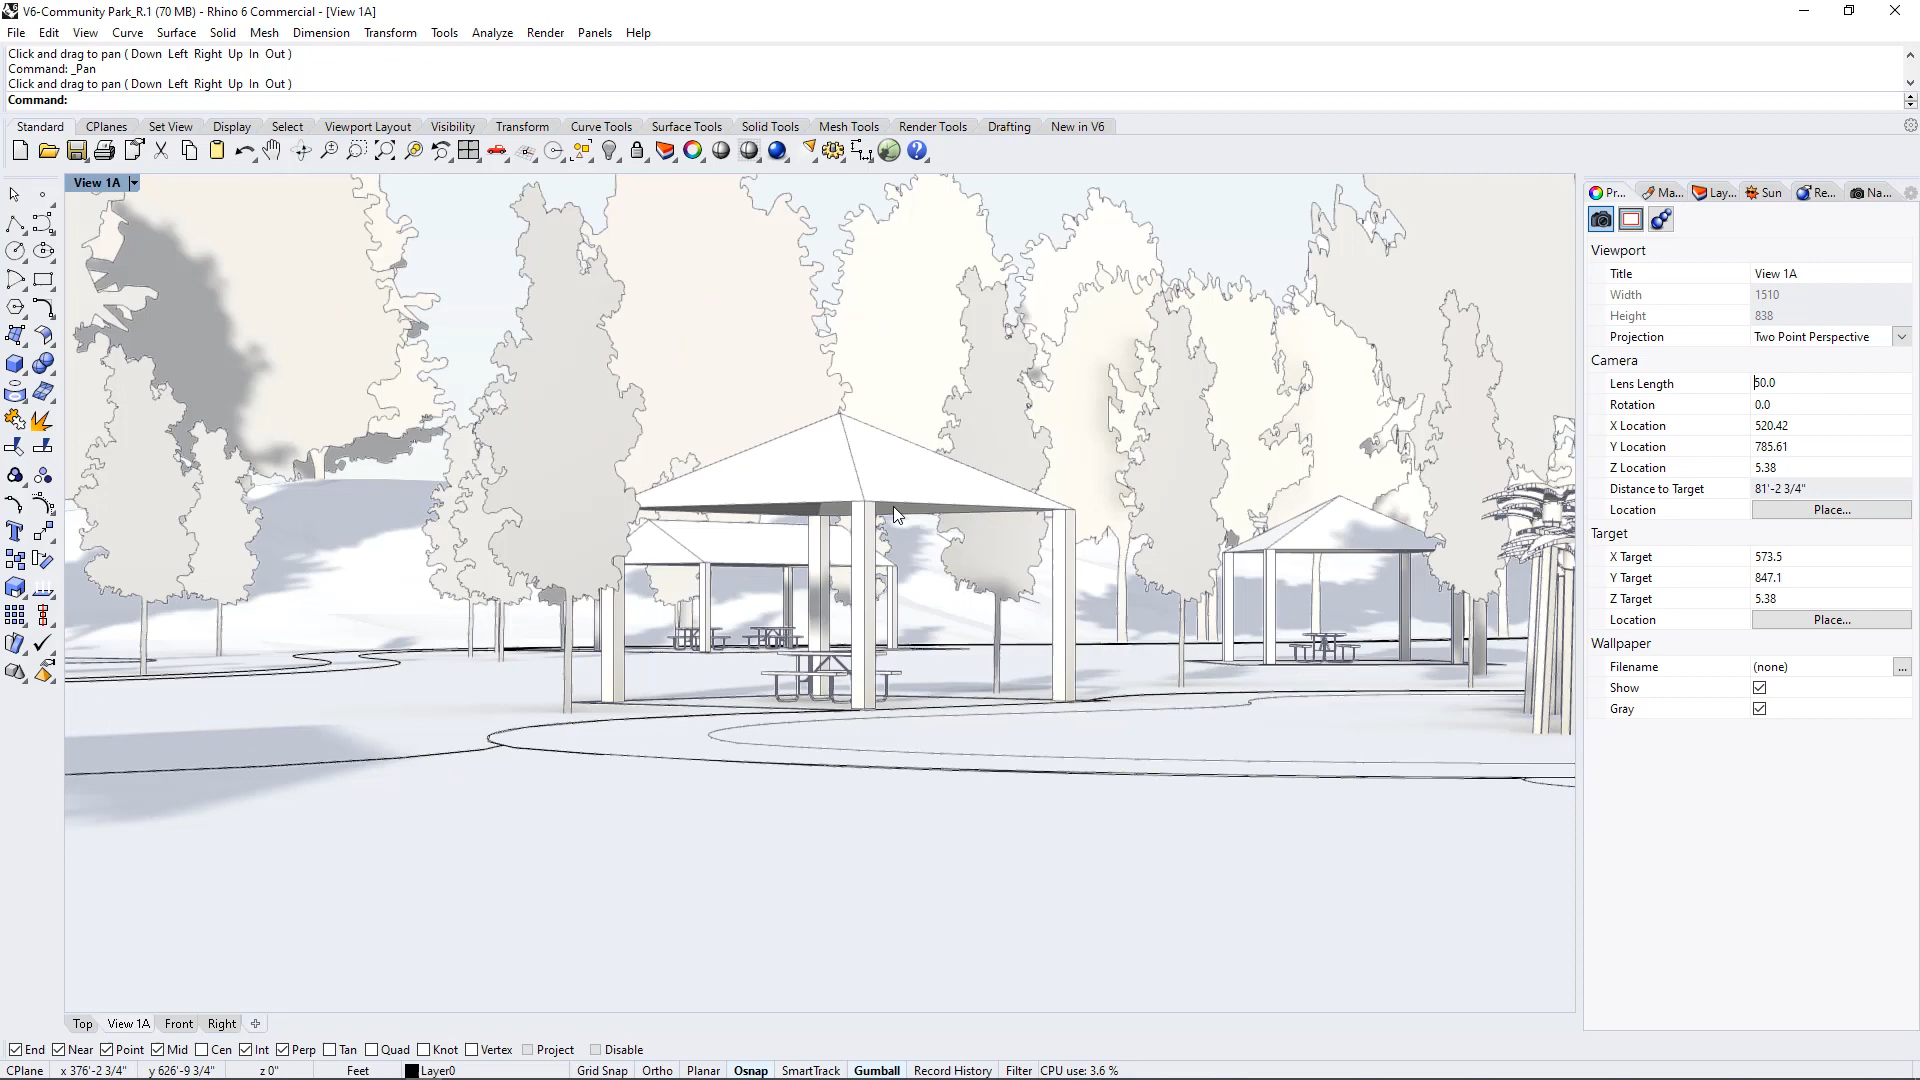 V6-Community Park_R.1 (70 MB) - Rhino 6 Commercial - [View 1A]
File Edit View Curve Surface Solid Mesh Dimension Transform Tools Analyze Render Panels Help
Click and drag to pan ( Down Left Right Up In Out )
Command: _Pan
Click and drag to pan ( Down Left Right Up In Out )
Command:
Standard CPlanes Set View Display Select Viewport Layout Visibility Transform Curve Tools Surface Tools Solid Tools Mesh Tools Render Tools Drafting New in V6
View 1A
Pr... Ma... Lay... Sun Re... Na...
Viewport
Title View 1A
Width 1510
Height 838
Projection Two Point Perspective
Camera
Lens Length 50.0
Rotation 0.0
X Location 520.42
Y Location 785.61
Z Location 5.38
Distance to Target 81'-2 3/4"
Location Place...
Target
X Target 573.5
Y Target 847.1
Z Target 5.38
Location Place...
Wallpaper
Filename (none) ...
Show
Gray
Top View 1A Front Right
End Near Point Mid Cen Int Perp Tan Quad Knot Vertex Project Disable
CPlane x 376'-2 3/4" y 626'-9 3/4" z 0" Feet Layer0 Grid Snap Ortho Planar Osnap SmartTrack Gumball Record History Filter CPU use: 3.6 %